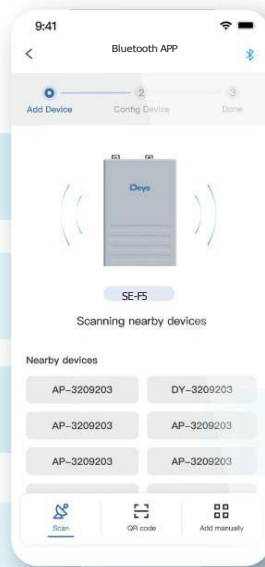 9:41
Bluetooth APP
2
3
Add Device
Config Device
Done
Deye
SE-F5
Scanning nearby devices
Nearby devices
AP-3209203
DY-3209203
AP-3209203
AP-3209203
AP-3209203
AP-3209203
Scan
QR code
Add manually